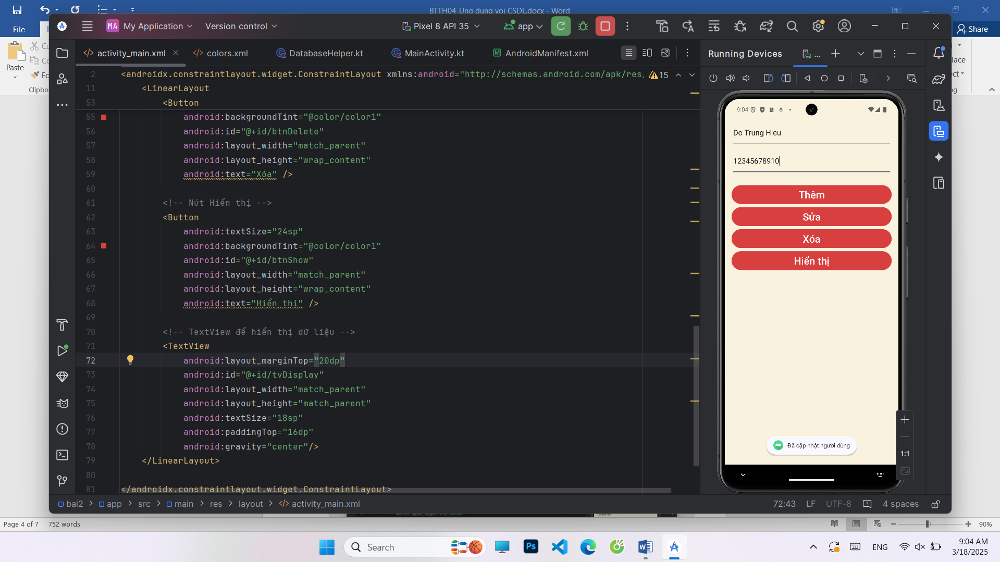 BTTH04_Ung dung voi CSDL.docx - Word
File
Share
Paste
Clipbo
lace
MA My Application
Version control
Pixel 8 API 35
app
activity_main.xml
colors.xml
DatabaseHelper.kt
MainActivity.kt
AndroidManifest.xml
Running Devices
...
2 <androidx.constraintlayout.widget.ConstraintLayout xmlns:android="http://schemas.android.com/apk/res/
15
11 <LinearLayout
53 <Button
55 android:backgroundTint="@color/color1"
56 android:id="@+id/btnDelete"
57 android:layout_width="match_parent"
58 android:layout_height="wrap_content"
59 android:text="Xóa" />
60
61 <!-- Nút Hiển thị -->
62 <Button
63 android:textSize="24sp"
64 android:backgroundTint="@color/color1"
65 android:id="@+id/btnShow"
66 android:layout_width="match_parent"
67 android:layout_height="wrap_content"
68 android:text="Hiển thị" />
69
70 <!-- TextView để hiển thị dữ liệu -->
71 <TextView
72 android:layout_marginTop="20dp"
73 android:id="@+id/tvDisplay"
74 android:layout_width="match_parent"
75 android:layout_height="match_parent"
76 android:textSize="18sp"
77 android:paddingTop="16dp"
78 android:gravity="center"/>
79 </LinearLayout>
80
81 </androidx.constraintlayout.widget.ConstraintLayout>
9:04
Do Trung Hieu
12345678910
Thêm
Sửa
Xóa
Hiển thị
Đã cập nhật người dùng
1:1
bai2 > app > src > main > res > layout > activity_main.xml
72:43 LF UTF-8 4 spaces
Page 4 of 7 752 words
90%
Search
Ps
ENG
9:04 AM
3/18/2025